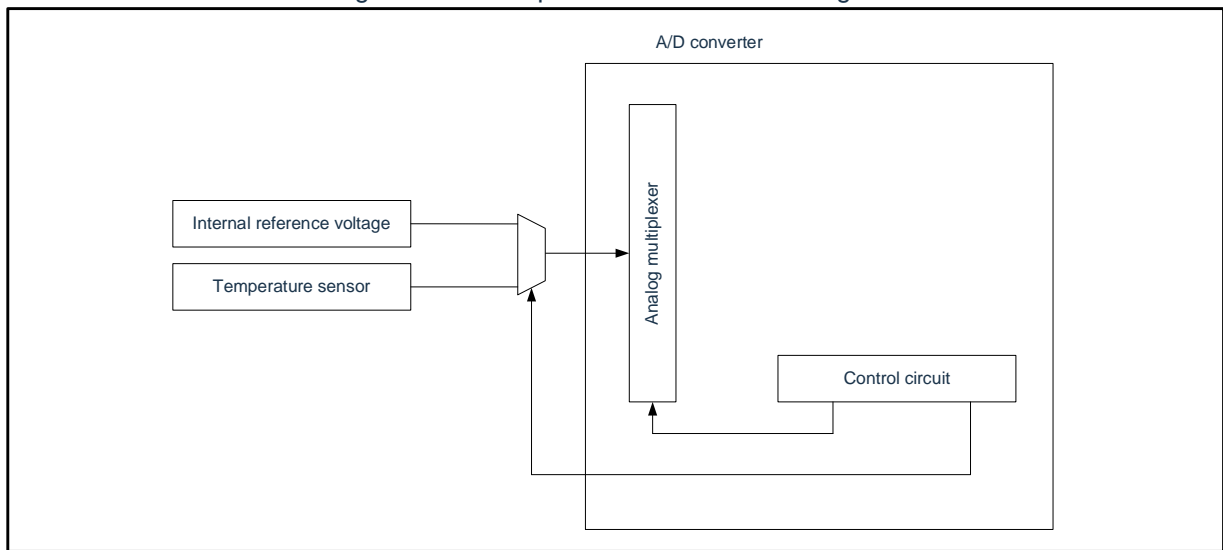 A/D converter
Internal reference voltage
Temperature sensor
Analog multiplexer
Control circuit